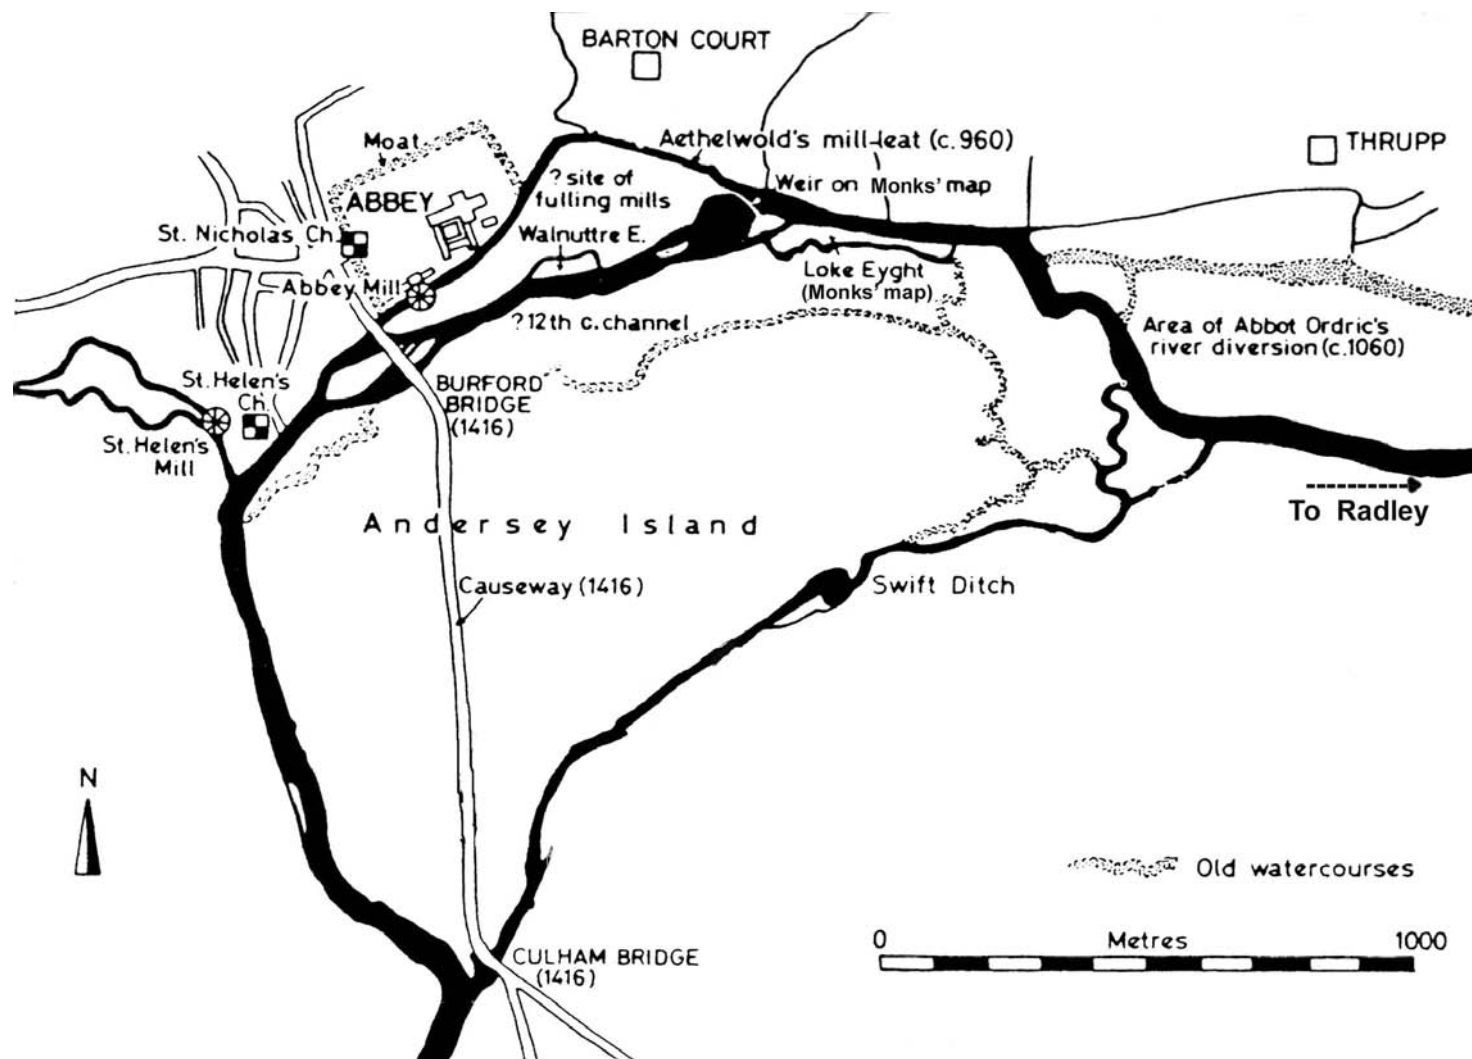 BARTON COURT
Aethelwold's mill-leat (c.960)
THRUPP
Moat
? site of
fulling mills
Weir on Monks' map
ABBEY
St. Nicholas Ch.
Walnuttre E.
Loke Eyght
(Monks' map)
Abbey Mill
?12th c. channel
Area of Abbot Ordric's
river diversion (c.1060)
St. Helen's
Ch.
BURFORD
BRIDGE
(1416)
St. Helen's
Mill
To Radley
Andersey Island
Causeway (1416)
Swift Ditch
N
Old watercourses
0 Metres 1000
CULHAM BRIDGE
(1416)